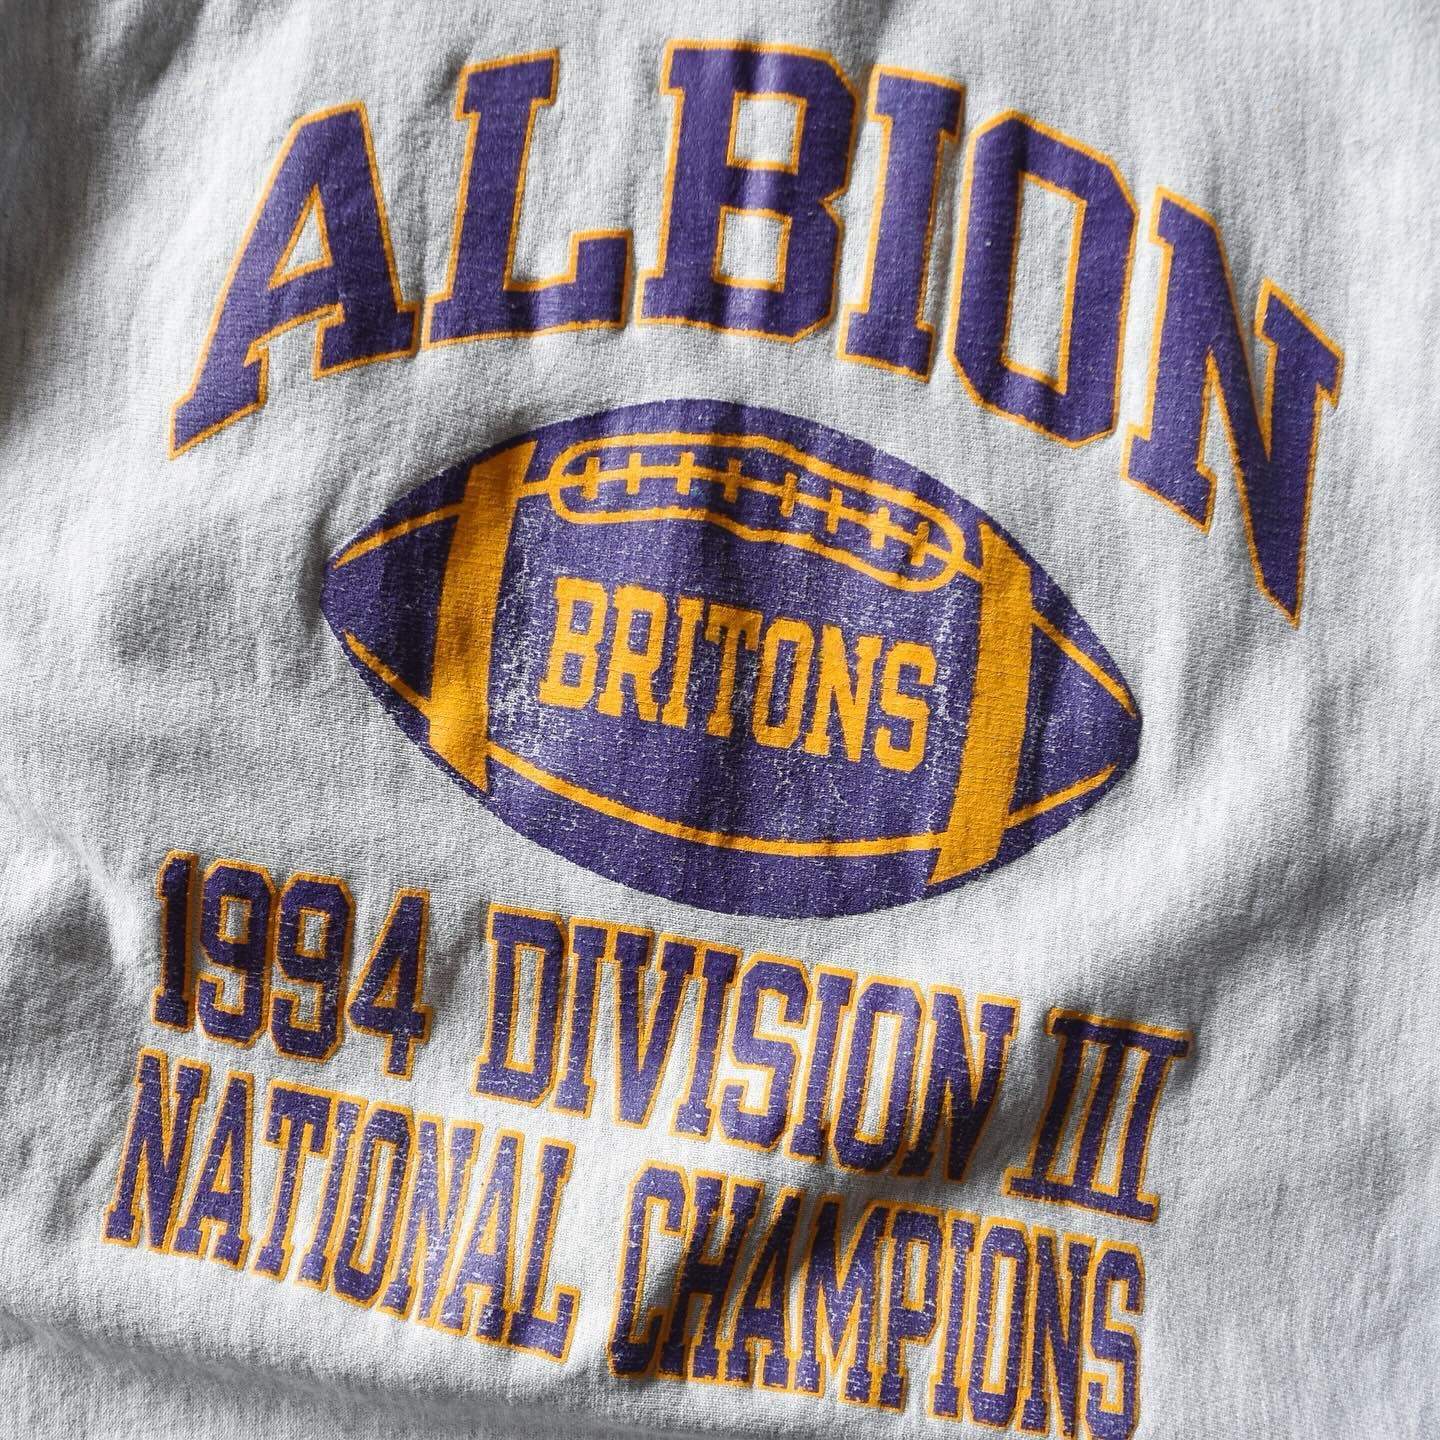 ALBION
BRITONS
1994 DIVISION III
NATIONAL CHAMPIONS